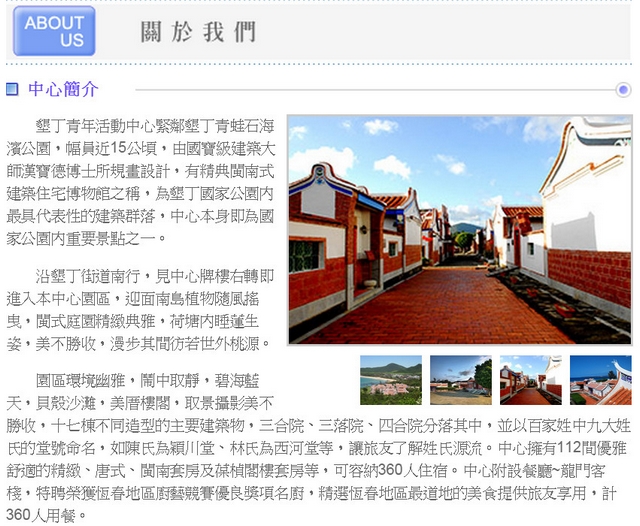 ABOUT
US
關於我們
中心簡介
墾丁青年活動中心緊鄰墾丁青蛙石海
濱公園，幅員近15公頃，由國寶級建築大
師漢寶德博士所規畫設計，有精典閩南式
建築住宅博物館之稱，為墾丁國家公園內
最具代表性的建築群落，中心本身即為國
家公園內重要景點之一。
沿墾丁街道南行，見中心牌樓右轉即
進入本中心園區，迎面南島植物隨風搖
曳，閩式庭園精緻典雅，荷塘內睡蓮生
姿，美不勝收，漫步其間彷若世外桃源。
園區環境幽雅，鬧中取靜，碧海藍
天，貝殼沙灘，美厝樓閣，取景攝影美不
勝收，十七棟不同造型的主要建築物，三合院、三落院、四合院分落其中，並以百家姓中九大姓
氏的堂號命名，如陳氏為穎川堂、林氏為西河堂等，讓旅友了解姓氏源流。中心擁有112間優雅
舒適的精緻、唐式、閩南套房及葆楨閣樓套房等，可容納360人住宿。中心附設餐廳~龍門客
棧，特聘榮獲恆春地區廚藝競賽優良獎項名廚，精選恆春地區最道地的美食提供旅友享用，計
360人用餐。